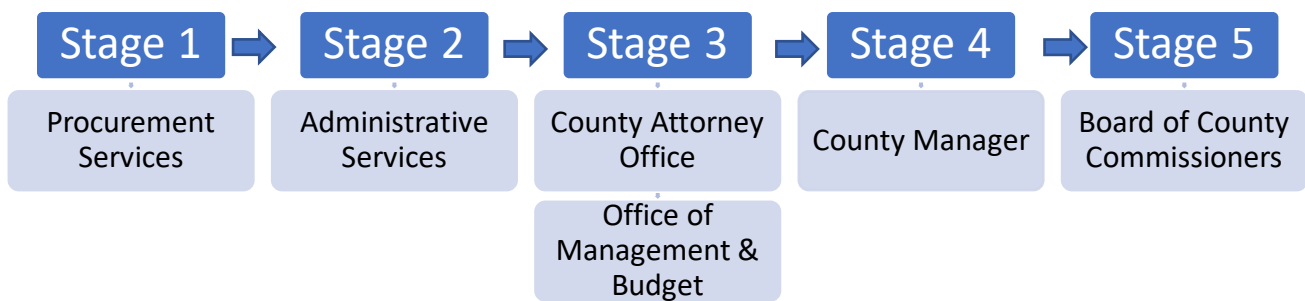 Stage 1
Stage 2
Stage 3
Stage 4
Stage 5
Procurement
Services
Administrative
Services
County Attorney
Office
County Manager
Board of County
Commissioners
Office of
Management &
Budget